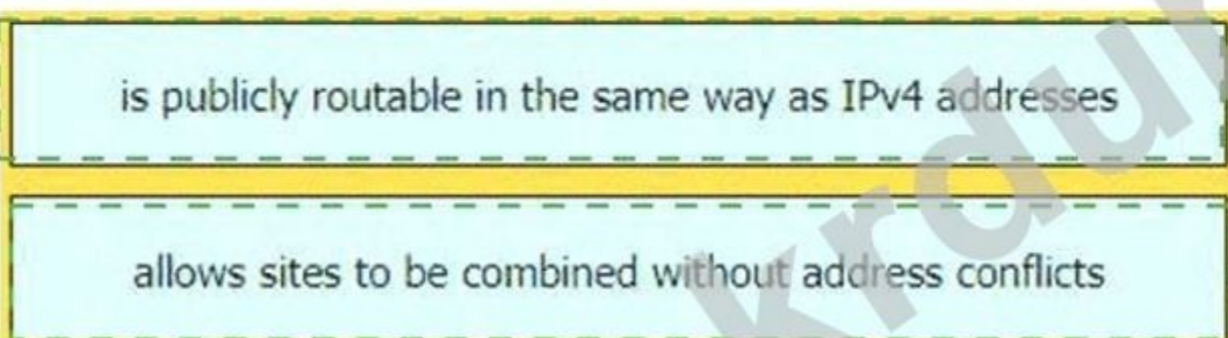 is publicly routable in the same way as IPv4 addresses
allows sites to be combined without address conflicts